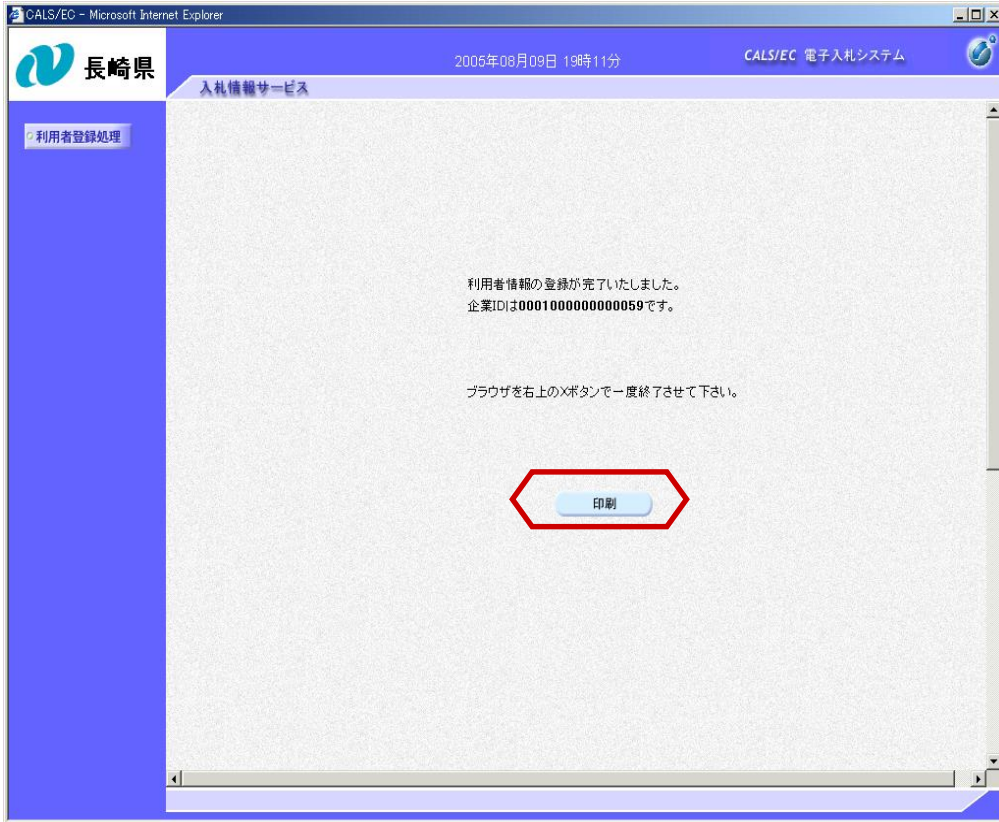 CALS/EC - Microsoft Internet Explorer
長崎県
2005年08月09日 19時11分
CALS/EC 電子入札システム
入札情報サービス
利用者登録処理
利用者情報の登録が完了いたしました。
企業IDは0001000000000059です。
ブラウザを右上のXボタンで一度終了させて下さい。
印刷